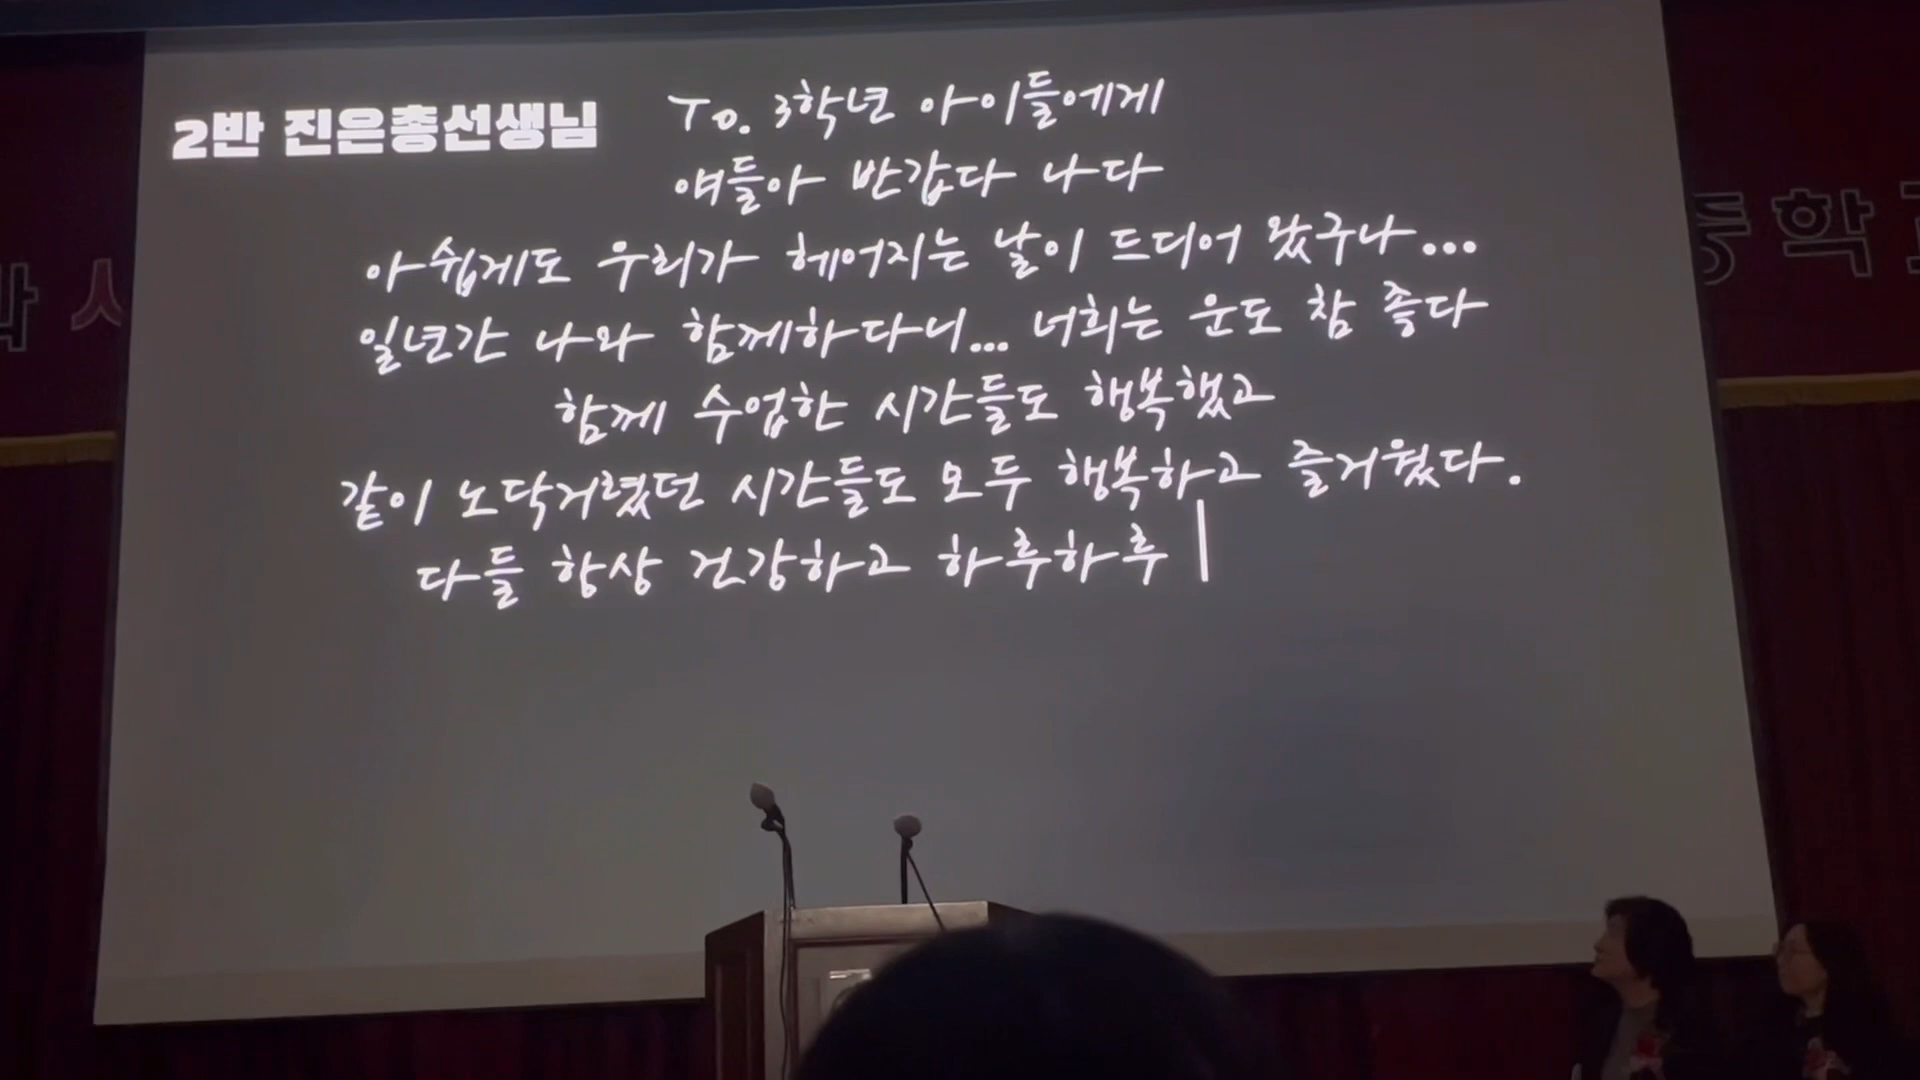 2반 진은총선생님
To. 3학년 아이들에게
얘들아 반갑다 나다
아쉽게도 우리가 헤어지는 날이 드디어 왔구나...
일년간 나와 함께하다니... 너희는 운도 참 좋다
함께 수업한 시간들도 행복했고
같이 노닥거렸던 시간들도 모두 행복하고 즐거웠다.
다들 항상 건강하고 하루하루